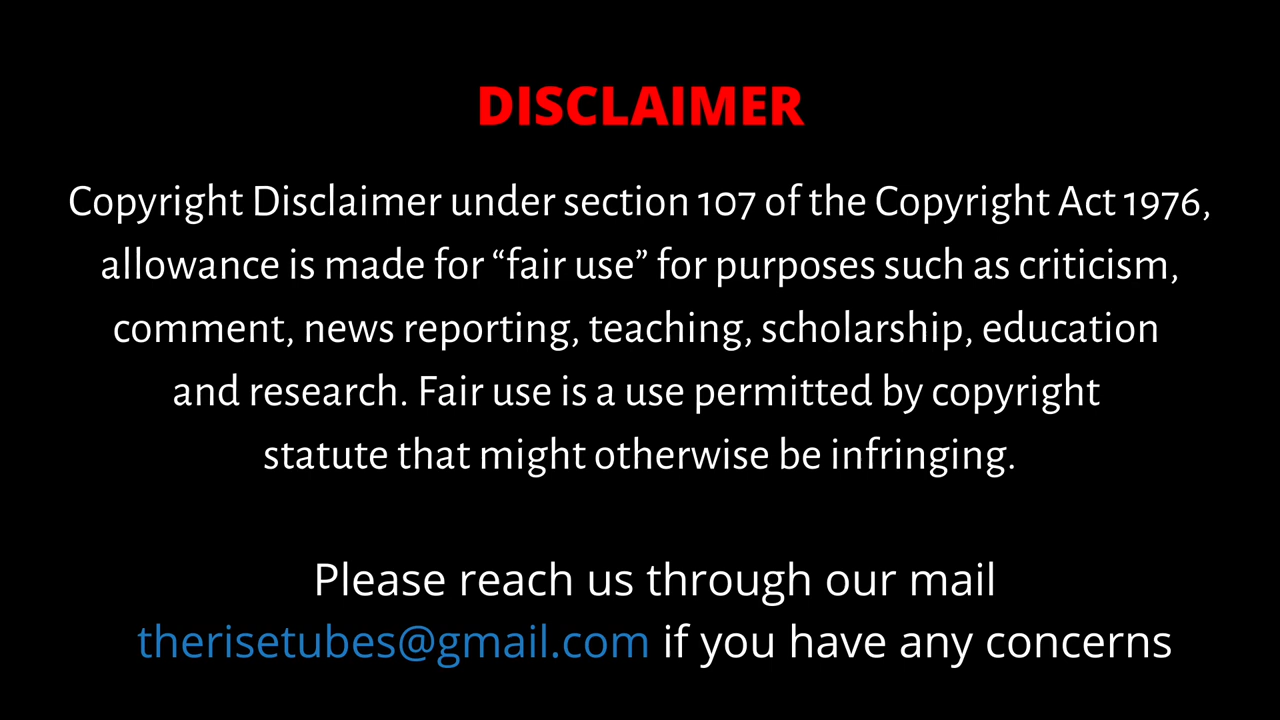 DISCLAIMER
Copyright Disclaimer under section 107 of the Copyright Act 1976,
allowance is made for “fair use” for purposes such as criticism,
comment, news reporting, teaching, scholarship, education
and research. Fair use is a use permitted by copyright
statute that might otherwise be infringing.
Please reach us through our mail
therisetubes@gmail.com if you have any concerns